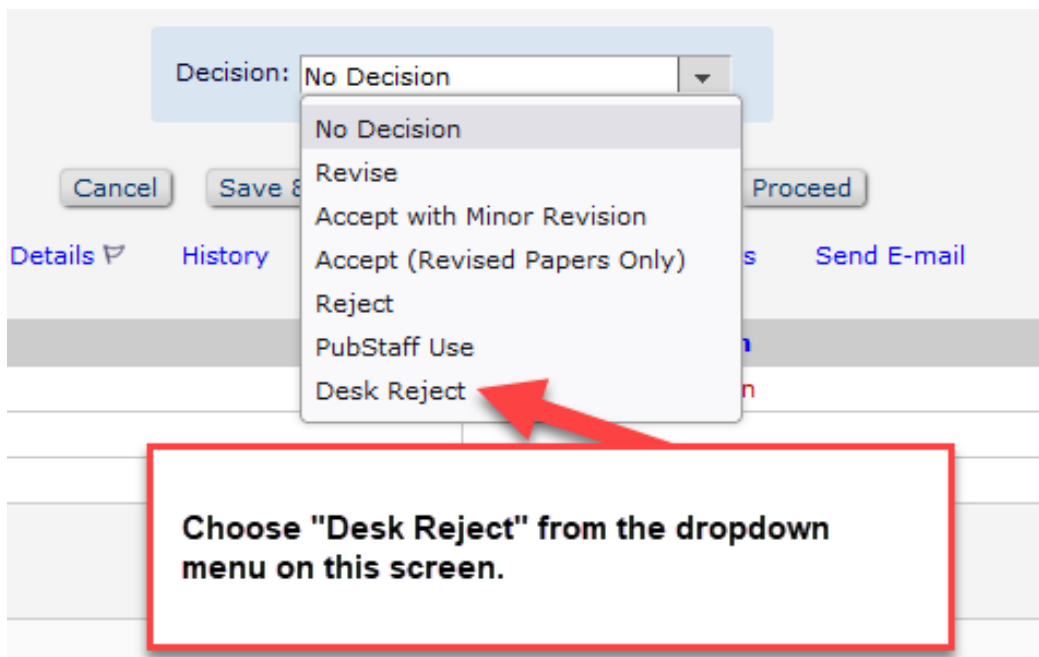 Decision: No Decision
No Decision
Revise
Cancel Save & Proceed
Accept with Minor Revision
Details History Send E-mail
Accept (Revised Papers Only)
Reject
PubStaff Use
Desk Reject
Choose "Desk Reject" from the dropdown
menu on this screen.